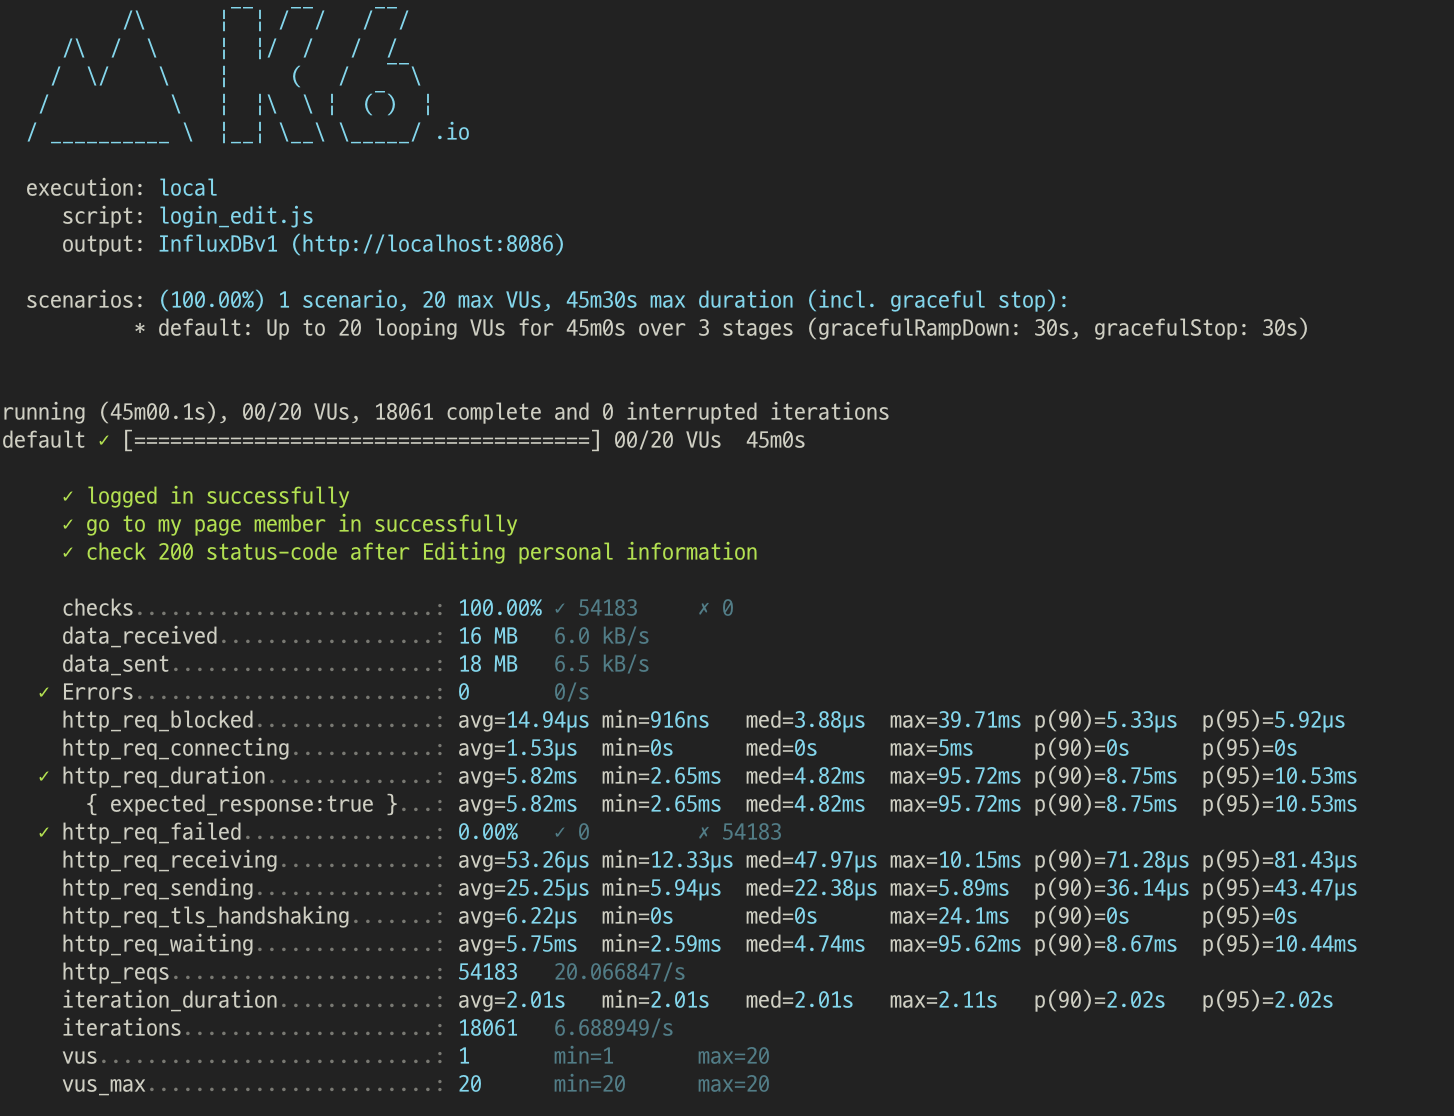 .io
execution: local
script: login_edit.js
output: InfluxDBv1 (http://localhost:8086)
scenarios: (100.00%) 1 scenario, 20 max VUs, 45m30s max duration (incl. graceful stop):
* default: Up to 20 looping VUs for 45m0s over 3 stages (gracefulRampDown: 30s, gracefulStop: 30s)
running (45m00.1s), 00/20 VUs, 18061 complete and 0 interrupted iterations
default ✓ [======================================] 00/20 VUs  45m0s
✓ logged in successfully
✓ go to my page member in successfully
✓ check 200 status-code after Editing personal information
checks.........................: 100.00% ✓ 54183     ✗ 0
data_received..................: 16 MB   6.0 kB/s
data_sent......................: 18 MB   6.5 kB/s
✓ Errors.........................: 0       0/s
http_req_blocked...............: avg=14.94µs min=916ns   med=3.88µs  max=39.71ms p(90)=5.33µs  p(95)=5.92µs
http_req_connecting............: avg=1.53µs  min=0s      med=0s      max=5ms     p(90)=0s      p(95)=0s
✓ http_req_duration..............: avg=5.82ms  min=2.65ms  med=4.82ms  max=95.72ms p(90)=8.75ms  p(95)=10.53ms
{ expected_response:true }...: avg=5.82ms  min=2.65ms  med=4.82ms  max=95.72ms p(90)=8.75ms  p(95)=10.53ms
✓ http_req_failed................: 0.00%   ✓ 0         ✗ 54183
http_req_receiving.............: avg=53.26µs min=12.33µs med=47.97µs max=10.15ms p(90)=71.28µs p(95)=81.43µs
http_req_sending...............: avg=25.25µs min=5.94µs  med=22.38µs max=5.89ms  p(90)=36.14µs p(95)=43.47µs
http_req_tls_handshaking.......: avg=6.22µs  min=0s      med=0s      max=24.1ms  p(90)=0s      p(95)=0s
http_req_waiting...............: avg=5.75ms  min=2.59ms  med=4.74ms  max=95.62ms p(90)=8.67ms  p(95)=10.44ms
http_reqs......................: 54183   20.066847/s
iteration_duration.............: avg=2.01s   min=2.01s   med=2.01s   max=2.11s   p(90)=2.02s   p(95)=2.02s
iterations.....................: 18061   6.688949/s
vus............................: 1       min=1       max=20
vus_max........................: 20      min=20      max=20